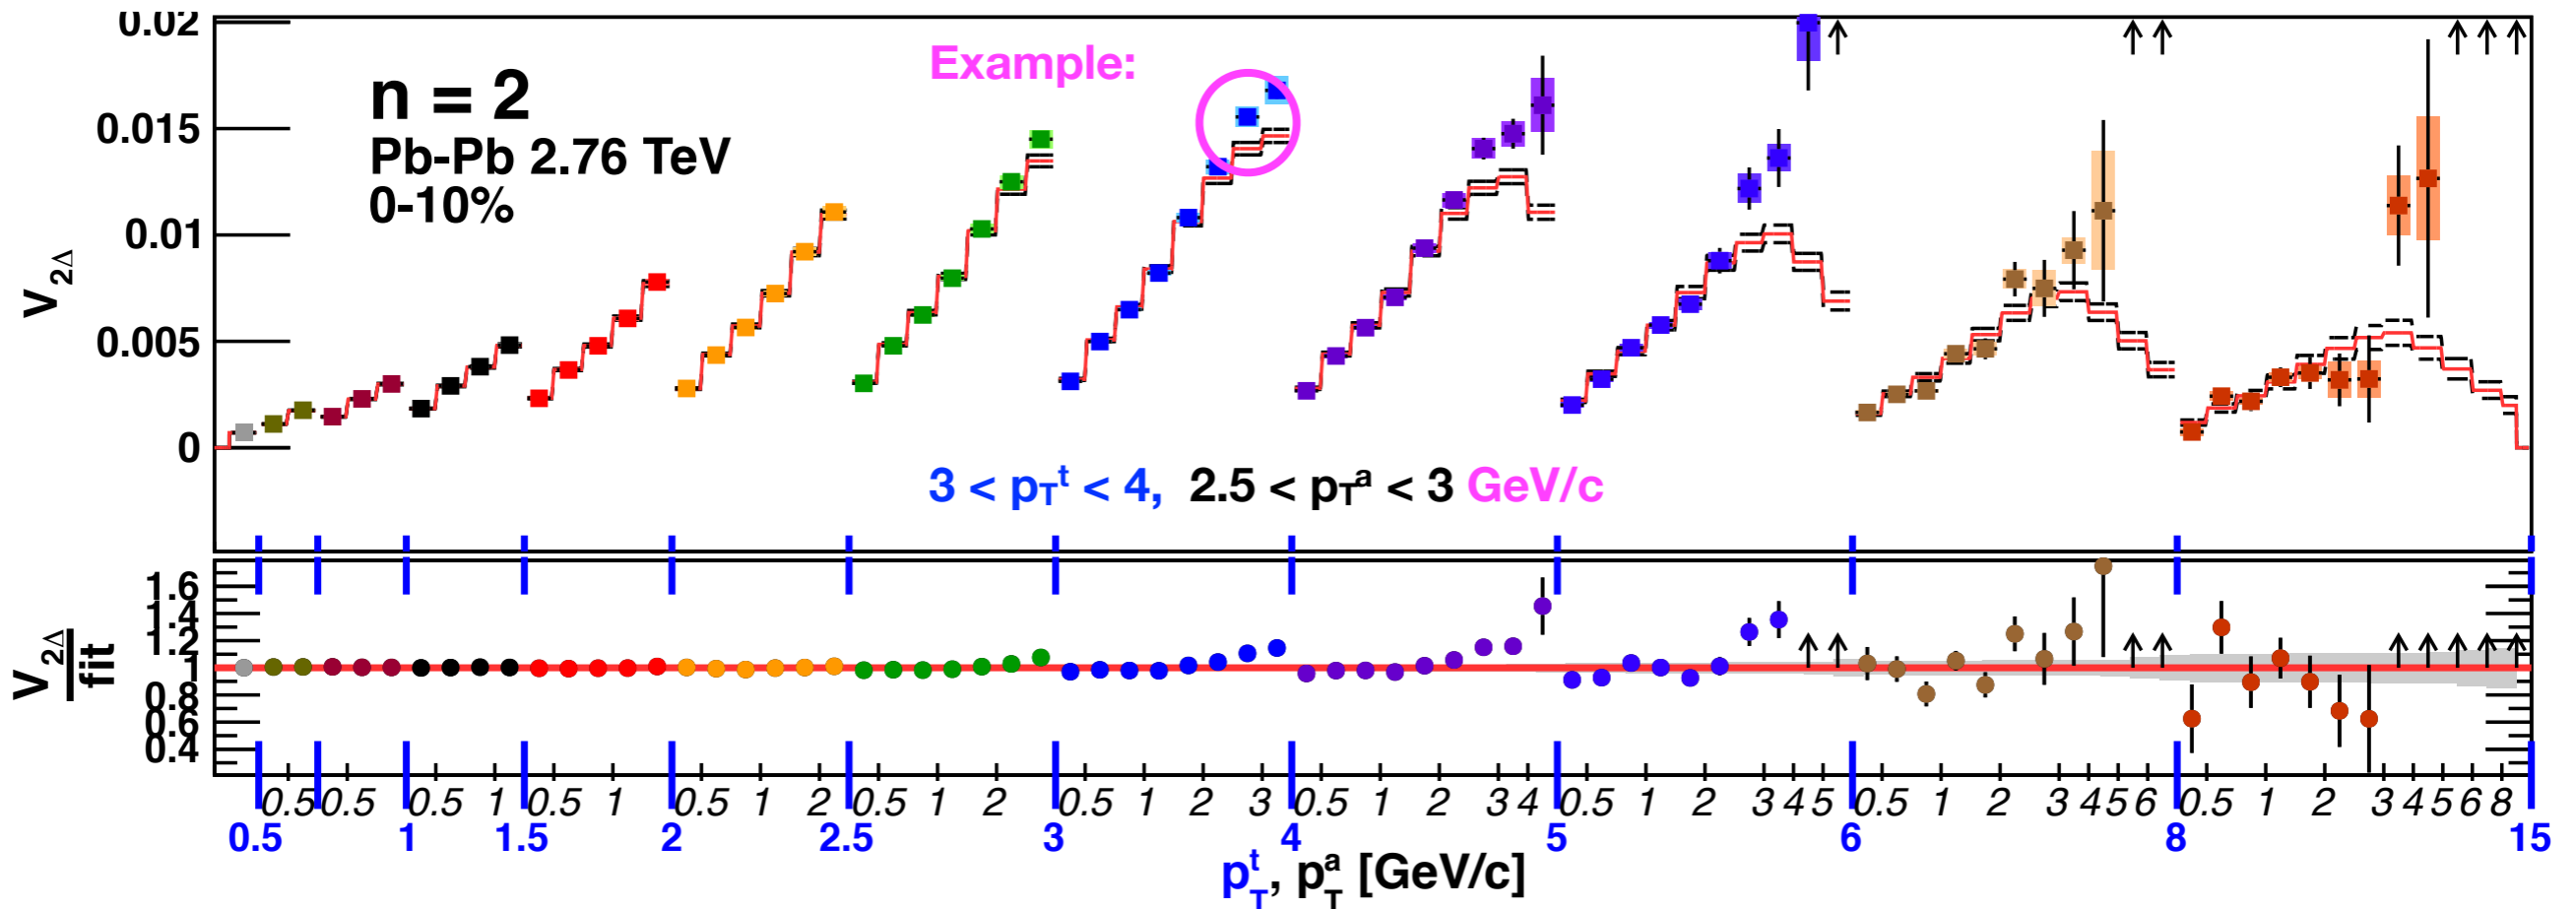 0.02
Example:
n = 2
Pb-Pb 2.76 TeV
0-10%
0.015
0.01
0.005
0
V2Δ
3 < pTt < 4, 2.5 < pTa < 3 GeV/c
1.6
1.4
1.2
1
0.8
0.6
0.4
V2Δ
fit
0.5 0.5 0.5 1 0.5 1 0.5 1 2 0.5 1 2 0.5 1 2 3 0.5 1 2 3 4 0.5 1 2 3 4 5 0.5 1 2 3 4 5 6 0.5 1 2 3 4 5 6 8
0.5 1 1.5 2 2.5 3 4 5 6 8 15
pTt, pTa [GeV/c]